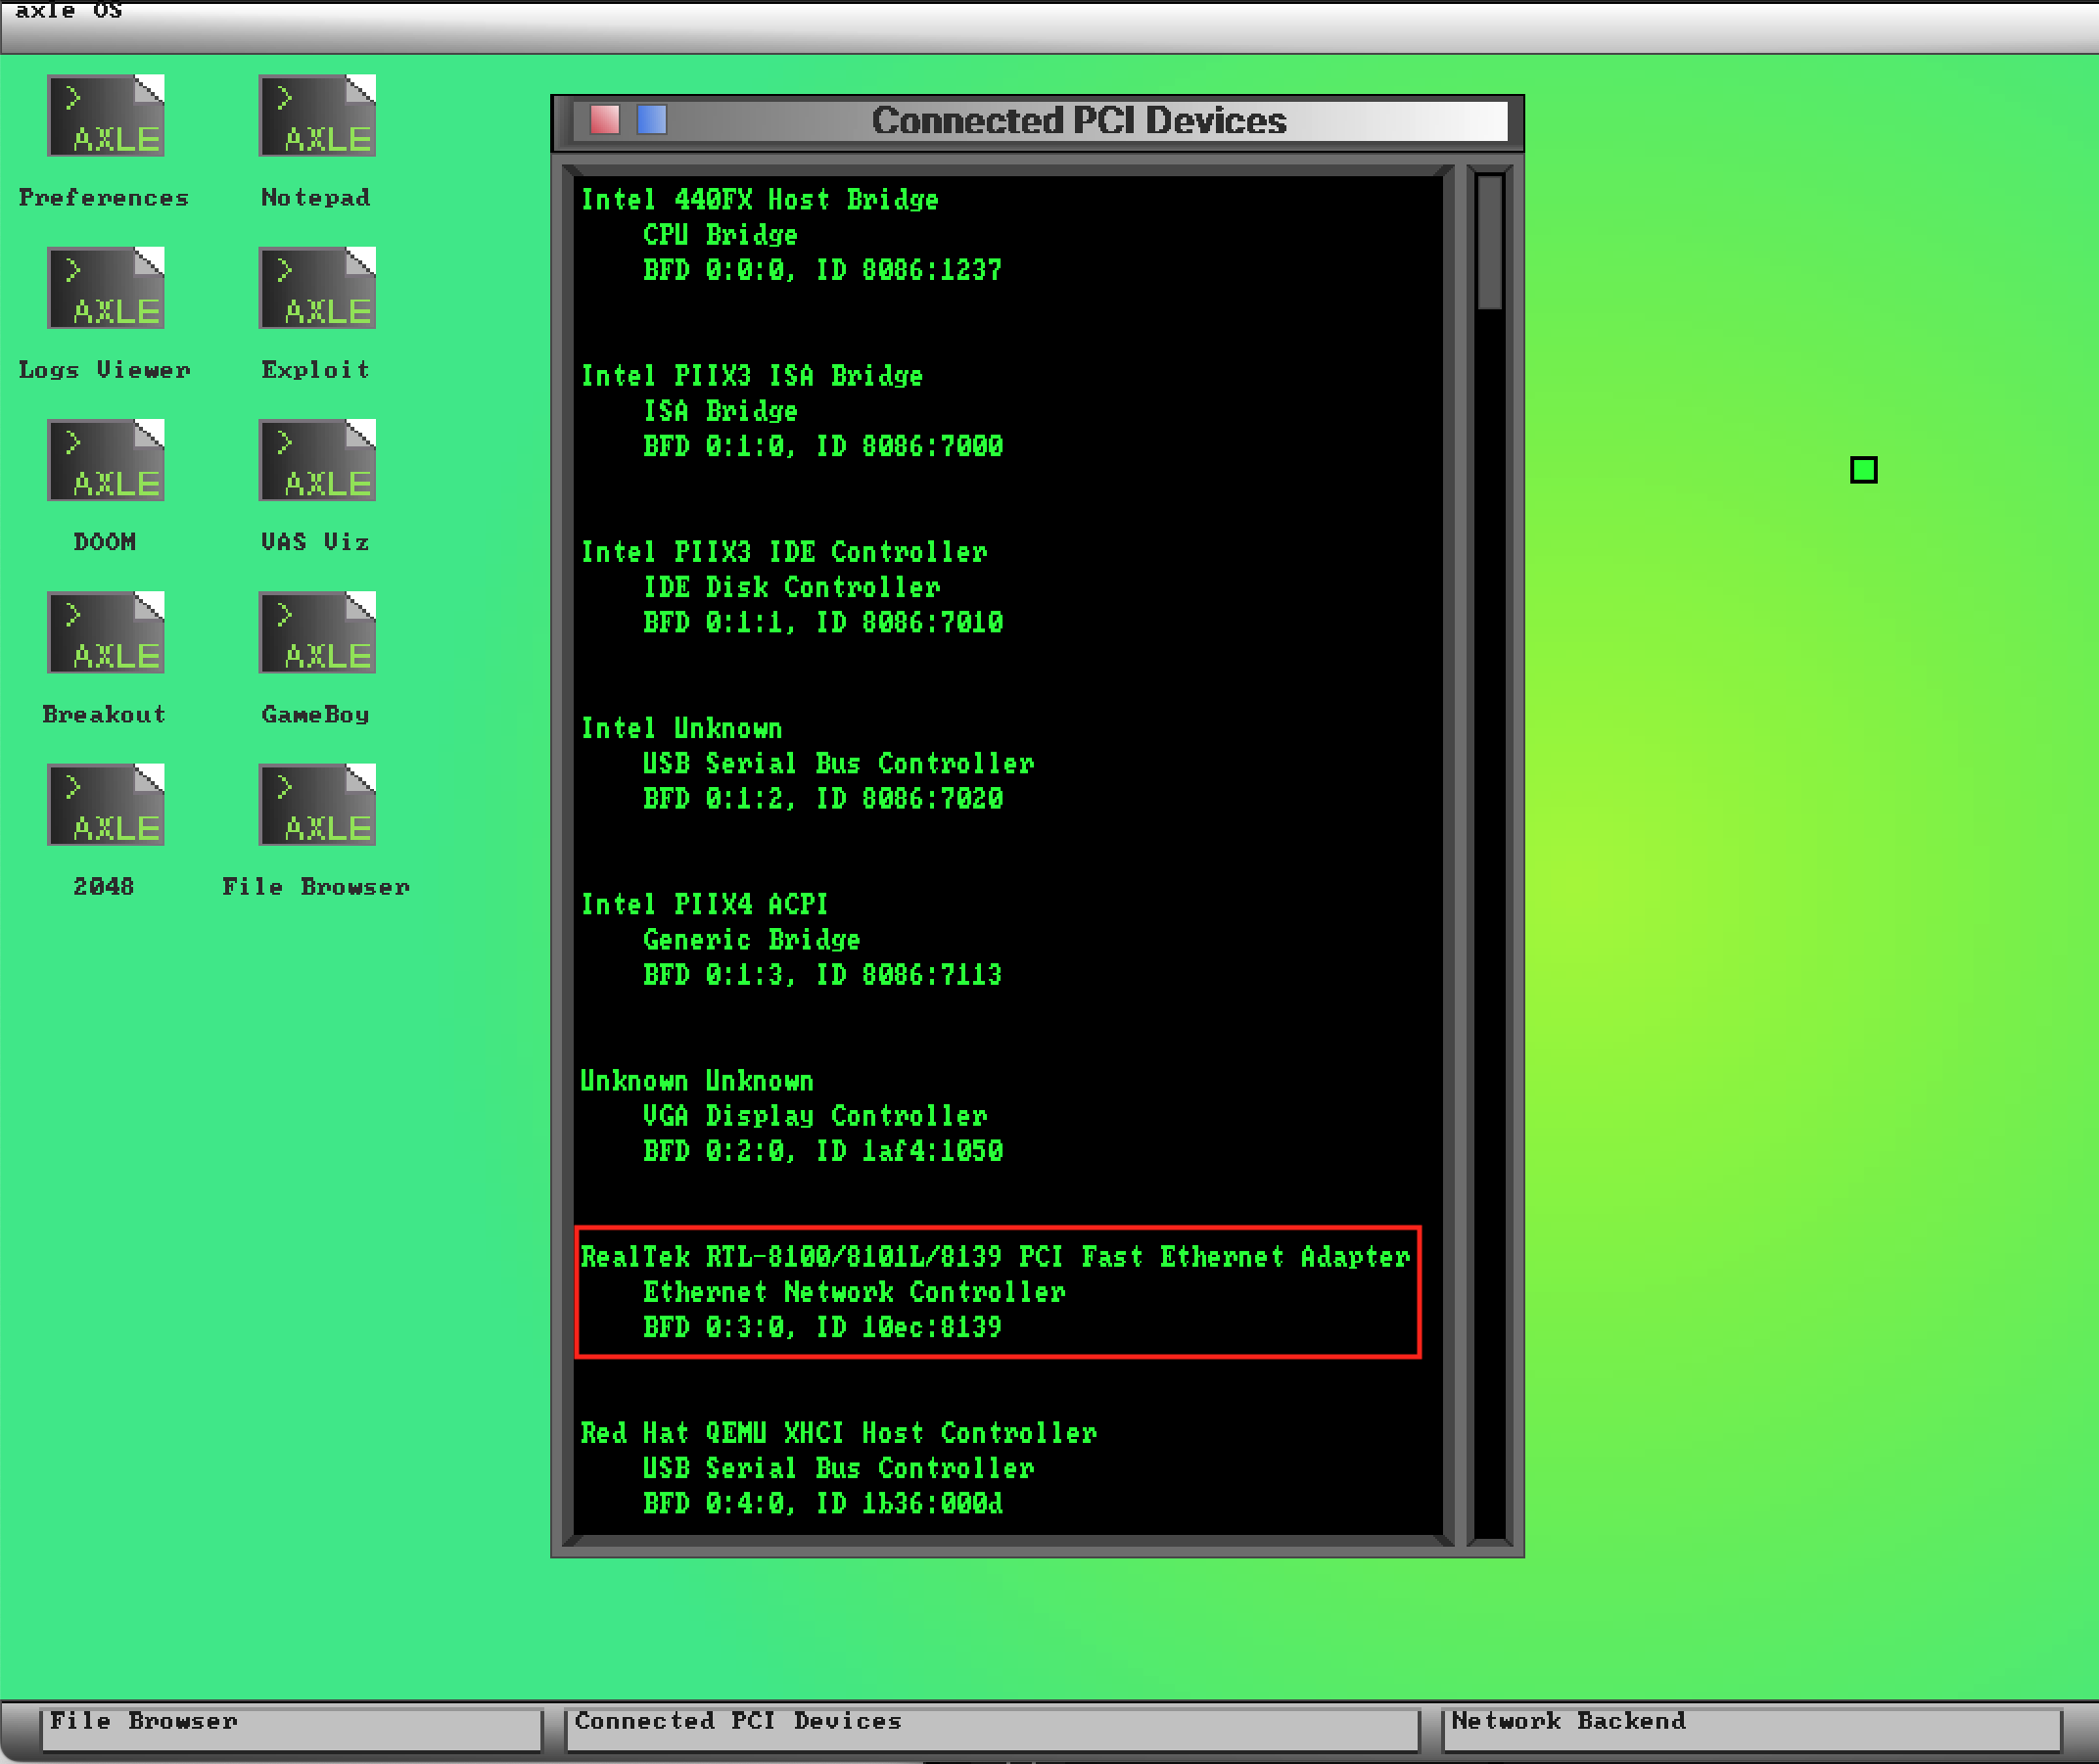 axle OS
> AXLE
> AXLE
Preferences
Notepad
> AXLE
> AXLE
Logs Viewer
Exploit
> AXLE
> AXLE
DOOM
VAS Viz
> AXLE
> AXLE
Breakout
GameBoy
> AXLE
> AXLE
2048
File Browser
Connected PCI Devices
Intel 440FX Host Bridge
CPU Bridge
BFD 0:0:0, ID 8086:1237
Intel PIIX3 ISA Bridge
ISA Bridge
BFD 0:1:0, ID 8086:7000
Intel PIIX3 IDE Controller
IDE Disk Controller
BFD 0:1:1, ID 8086:7010
Intel Unknown
USB Serial Bus Controller
BFD 0:1:2, ID 8086:7020
Intel PIIX4 ACPI
Generic Bridge
BFD 0:1:3, ID 8086:7113
Unknown Unknown
VGA Display Controller
BFD 0:2:0, ID 1af4:1050
RealTek RTL-8100/8101L/8139 PCI Fast Ethernet Adapter
Ethernet Network Controller
BFD 0:3:0, ID 10ec:8139
Red Hat QEMU XHCI Host Controller
USB Serial Bus Controller
BFD 0:4:0, ID 1b36:000d
File Browser
Connected PCI Devices
Network Backend